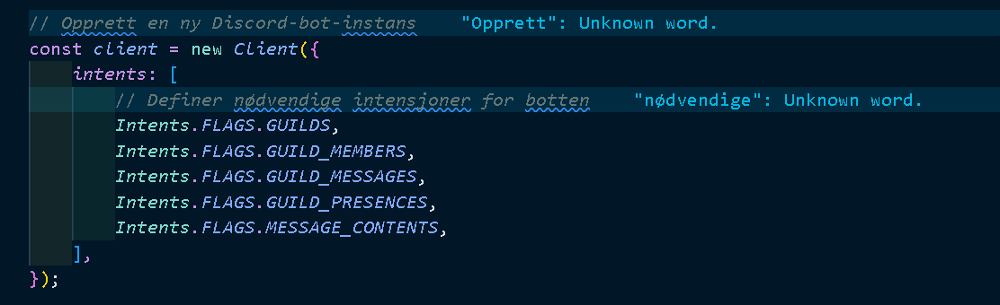 // Opprett en ny Discord-bot-instans    "Opprett": Unknown word.
const client = new Client({
    intents: [
        // Definer nødvendige intensjoner for botten    "nødvendige": Unknown word.
        Intents.FLAGS.GUILDS,
        Intents.FLAGS.GUILD_MEMBERS,
        Intents.FLAGS.GUILD_MESSAGES,
        Intents.FLAGS.GUILD_PRESENCES,
        Intents.FLAGS.MESSAGE_CONTENTS,
    ],
});